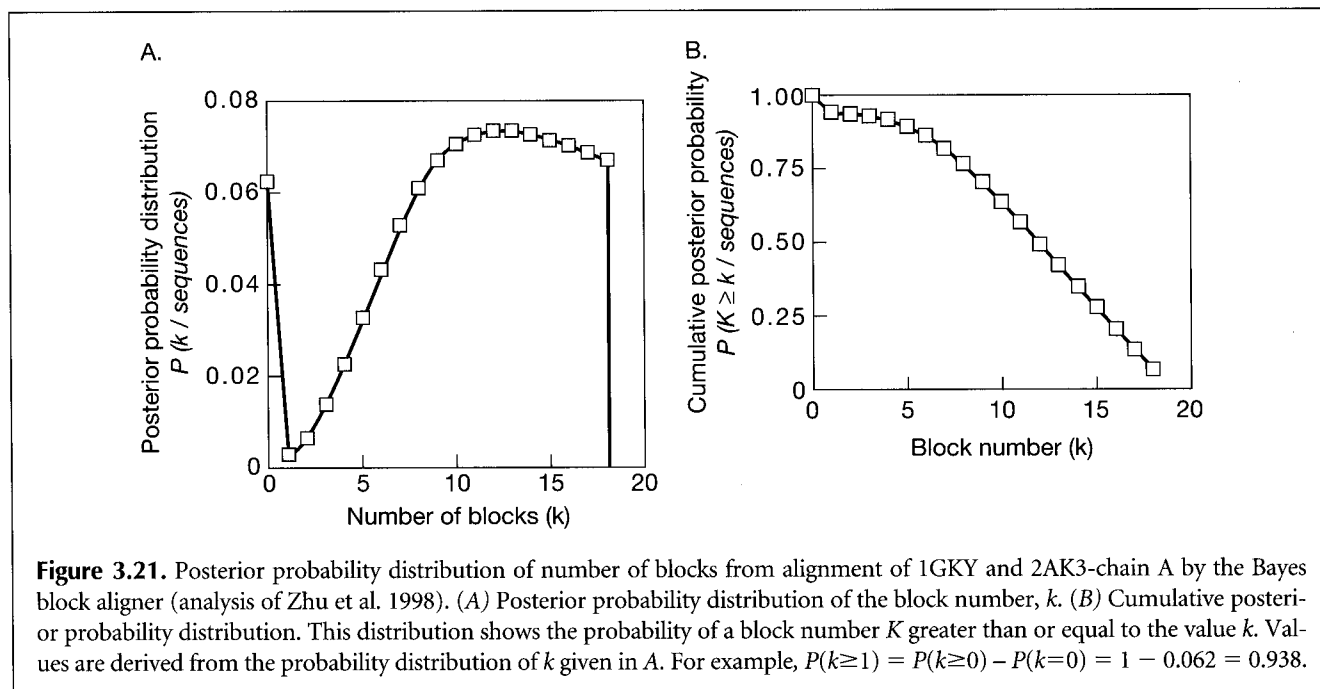 A.
Posterior probability distribution
P (k / sequences)
0.08
0.06
0.04
0.02
0
0
5
10
15
20
Number of blocks (k)
B.
Cumulative posterior probability
P (K ≥ k / sequences)
1.00
0.75
0.50
0.25
0
0
5
10
15
20
Block number (k)
Figure 3.21. Posterior probability distribution of number of blocks from alignment of 1GKY and 2AK3-chain A by the Bayes
block aligner (analysis of Zhu et al. 1998). (A) Posterior probability distribution of the block number, k. (B) Cumulative posteri-
or probability distribution. This distribution shows the probability of a block number K greater than or equal to the value k. Val-
ues are derived from the probability distribution of k given in A. For example, P(k≥1) = P(k≥0) – P(k=0) = 1 – 0.062 = 0.938.